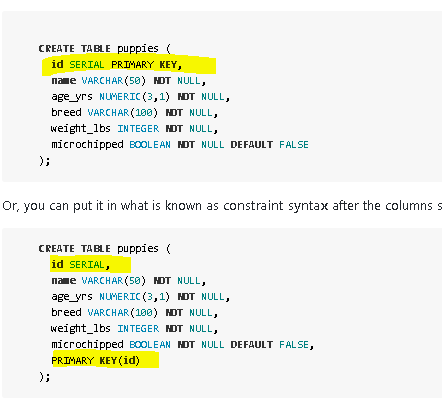 CREATE TABLE puppies (
id SERIAL PRIMARY KEY,
name VARCHAR(50) NOT NULL,
age_yrs NUMERIC(3,1) NOT NULL,
breed VARCHAR(100) NOT NULL,
weight_lbs INTEGER NOT NULL,
microchipped BOOLEAN NOT NULL DEFAULT FALSE
);
Or, you can put it in what is known as constraint syntax after the columns s
CREATE TABLE puppies (
id SERIAL,
name VARCHAR(50) NOT NULL,
age_yrs NUMERIC(3,1) NOT NULL,
breed VARCHAR(100) NOT NULL,
weight_lbs INTEGER NOT NULL,
microchipped BOOLEAN NOT NULL DEFAULT FALSE,
PRIMARY KEY(id)
);